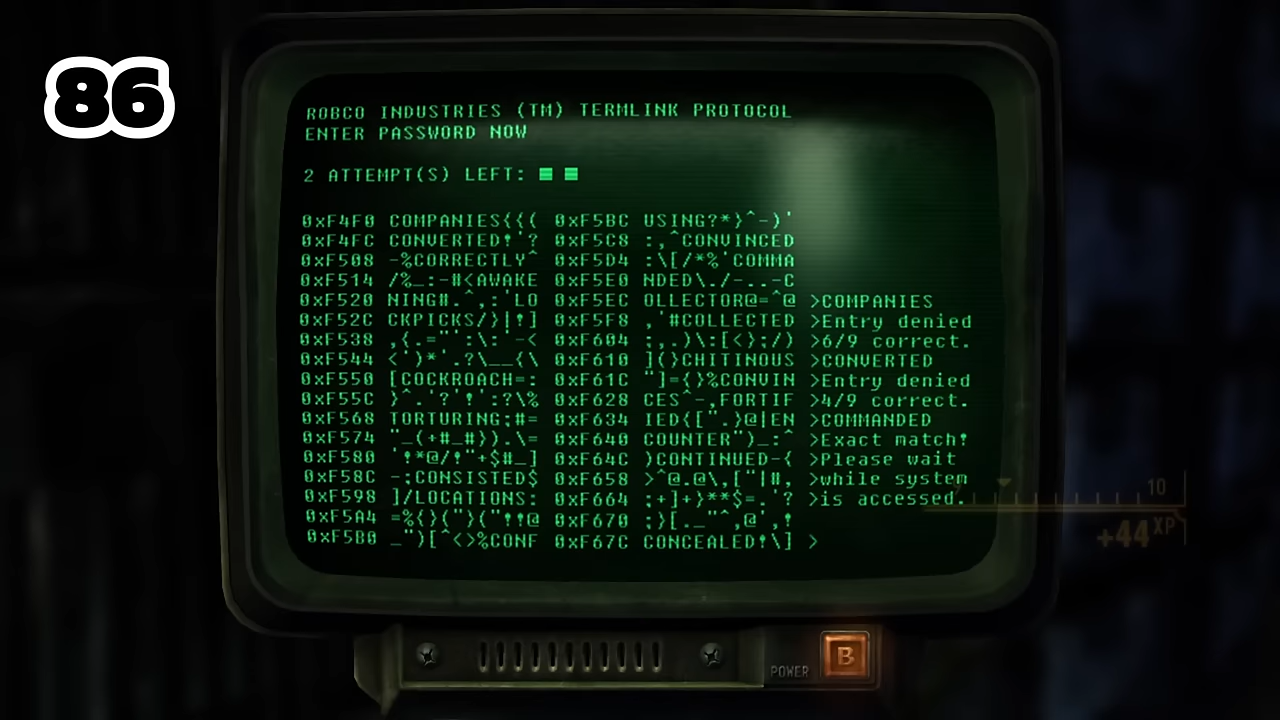 86
ROBCO INDUSTRIES (TM) TERMLINK PROTOCOL
ENTER PASSWORD NOW
2 ATTEMPT(S) LEFT:
0xF4F0 COMPANIES{{( 0xF5BC USING?*}^-)'
0xF4FC CONVERTED!'? 0xF5C8 :,^CONVINCED
0xF508 -%CORRECTLY^ 0xF5D4 :\[/*%'COMMA
0xF514 /%_:-#<AWAKE 0xF5E0 NDED\./-..-C
0xF520 NING#.^,:'LO 0xF5EC OLLECTOR@=^@ >COMPANIES
0xF52C CKPICKS/}|!] 0xF5F8 ,'#COLLECTED >Entry denied
0xF538 ,{.="':\:'-< 0xF604 :,.)\:[<};/) >6/9 correct.
0xF544 <')*'.?\__{\ 0xF610 ](}CHITINOUS >CONVERTED
0xF550 [COCKROACH=: 0xF61C "]={}%CONVIN >Entry denied
0xF55C }^.'?'!':?\% 0xF628 CES^-,FORTIF >4/9 correct.
0xF568 TORTURING;#= 0xF634 IED{[".}@|EN >COMMANDED
0xF574 "_(+#_#}).\= 0xF640 COUNTER")_:^ >Exact match!
0xF580 '!*@/!"+$#_] 0xF64C )CONTINUED-{ >Please wait
0xF58C -;CONSISTED$ 0xF658 >^@.@\,["|#, >while system
0xF598 ]/LOCATIONS: 0xF664 ;+]+}**$=.'? >is accessed.
0xF5A4 =%{}("}("!!@ 0xF670 ;}[._"^,@',!
0xF5B0 _")[^<>%CONF 0xF67C CONCEALED!\] >
10
+44 XP
POWER
B